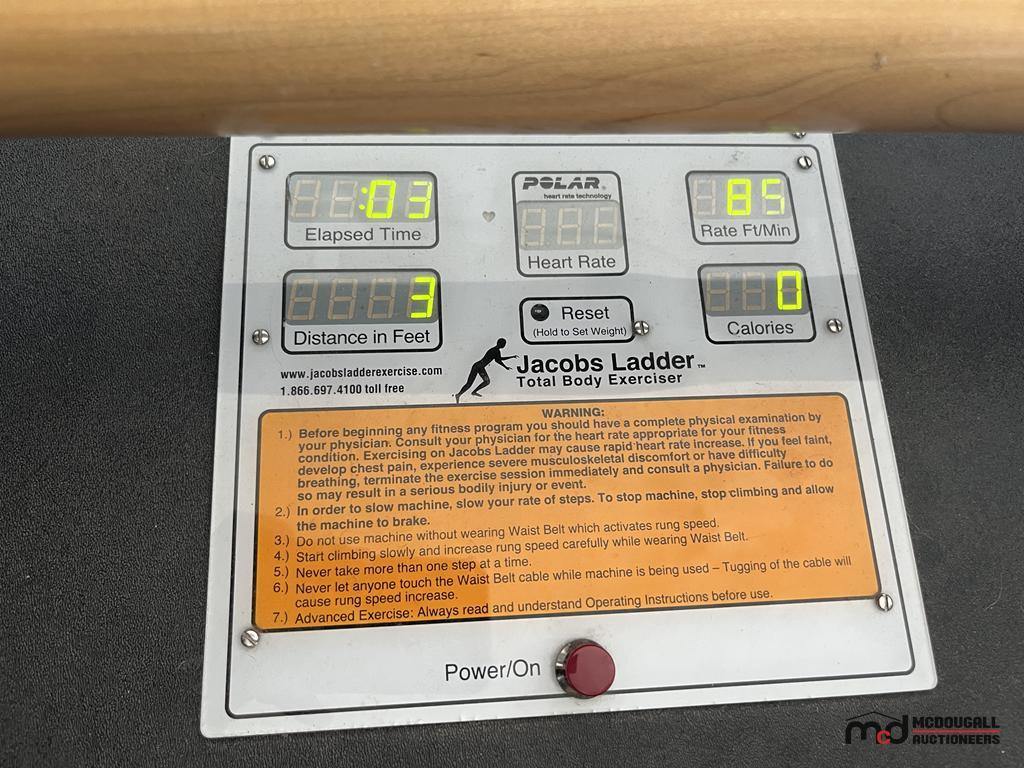 :03
Elapsed Time
POLAR®
heart rate technology
Heart Rate
85
Rate Ft/Min
3
Distance in Feet
Reset
(Hold to Set Weight)
0
Calories
www.jacobsladderexercise.com
1.866.697.4100 toll free
Jacobs Ladder™
Total Body Exerciser
WARNING:
1.) Before beginning any fitness program you should have a complete physical examination by
your physician. Consult your physician for the heart rate appropriate for your fitness
condition. Exercising on Jacobs Ladder may cause rapid heart rate increase. If you feel faint,
develop chest pain, experience severe musculoskeletal discomfort or have difficulty
breathing, terminate the exercise session immediately and consult a physician. Failure to do
so may result in a serious bodily injury or event.
2.) In order to slow machine, slow your rate of steps. To stop machine, stop climbing and allow
the machine to brake.
3.) Do not use machine without wearing Waist Belt which activates rung speed.
4.) Start climbing slowly and increase rung speed carefully while wearing Waist Belt.
5.) Never take more than one step at a time.
6.) Never let anyone touch the Waist Belt cable while machine is being used – Tugging of the cable will
cause rung speed increase.
7.) Advanced Exercise: Always read and understand Operating Instructions before use.
Power/On
mcd MCDOUGALL
AUCTIONEERS